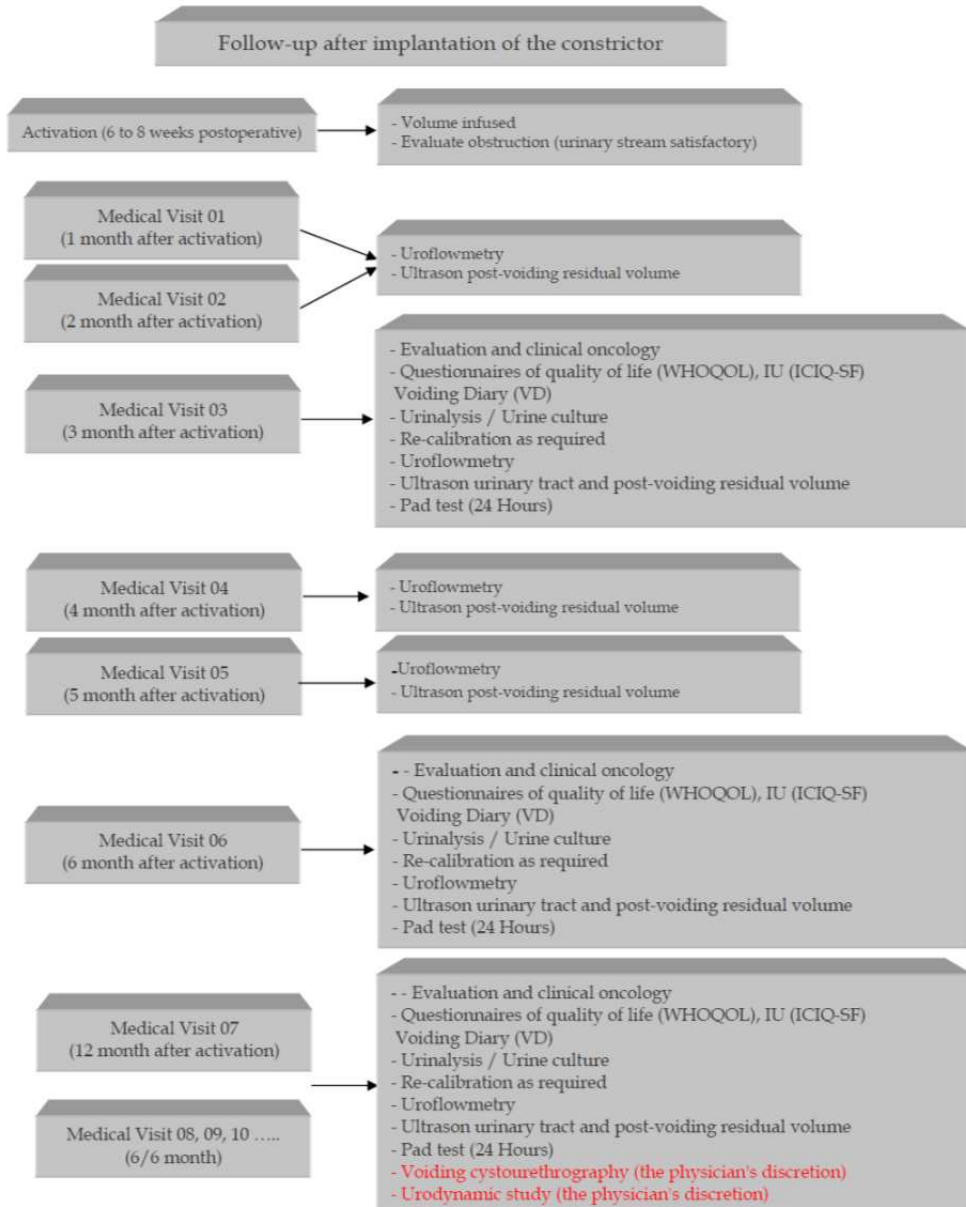 Follow-up after implantation of the constrictor
Activation (6 to 8 weeks postoperative)
- Volume infused
- Evaluate obstruction (urinary stream satisfactory)
Medical Visit 01
(1 month after activation)
Medical Visit 02
(2 month after activation)
- Uroflowmetry
- Ultrason post-voiding residual volume
Medical Visit 03
(3 month after activation)
- Evaluation and clinical oncology
- Questionnaires of quality of life (WHOQOL), IU (ICIQ-SF)
Voiding Diary (VD)
- Urinalysis / Urine culture
- Re-calibration as required
- Uroflowmetry
- Ultrason urinary tract and post-voiding residual volume
- Pad test (24 Hours)
Medical Visit 04
(4 month after activation)
- Uroflowmetry
- Ultrason post-voiding residual volume
Medical Visit 05
(5 month after activation)
-Uroflowmetry
- Ultrason post-voiding residual volume
Medical Visit 06
(6 month after activation)
- - Evaluation and clinical oncology
- Questionnaires of quality of life (WHOQOL), IU (ICIQ-SF)
Voiding Diary (VD)
- Urinalysis / Urine culture
- Re-calibration as required
- Uroflowmetry
- Ultrason urinary tract and post-voiding residual volume
- Pad test (24 Hours)
Medical Visit 07
(12 month after activation)
Medical Visit 08, 09, 10 .....
(6/6 month)
- - Evaluation and clinical oncology
- Questionnaires of quality of life (WHOQOL), IU (ICIQ-SF)
Voiding Diary (VD)
- Urinalysis / Urine culture
- Re-calibration as required
- Uroflowmetry
- Ultrason urinary tract and post-voiding residual volume
- Pad test (24 Hours)
- Voiding cystourethrography (the physician's discretion)
- Urodynamic study (the physician's discretion)